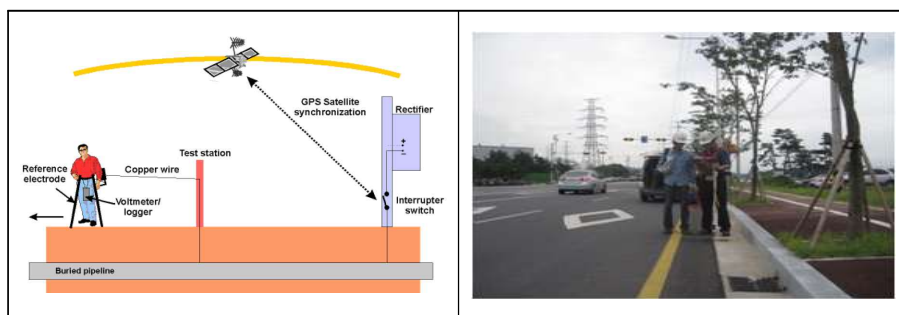 GPS Satellite
synchronization
Rectifier
+
–
Test station
Copper wire
Reference
electrode
Voltmeter/
logger
Interrupter
switch
Buried pipeline